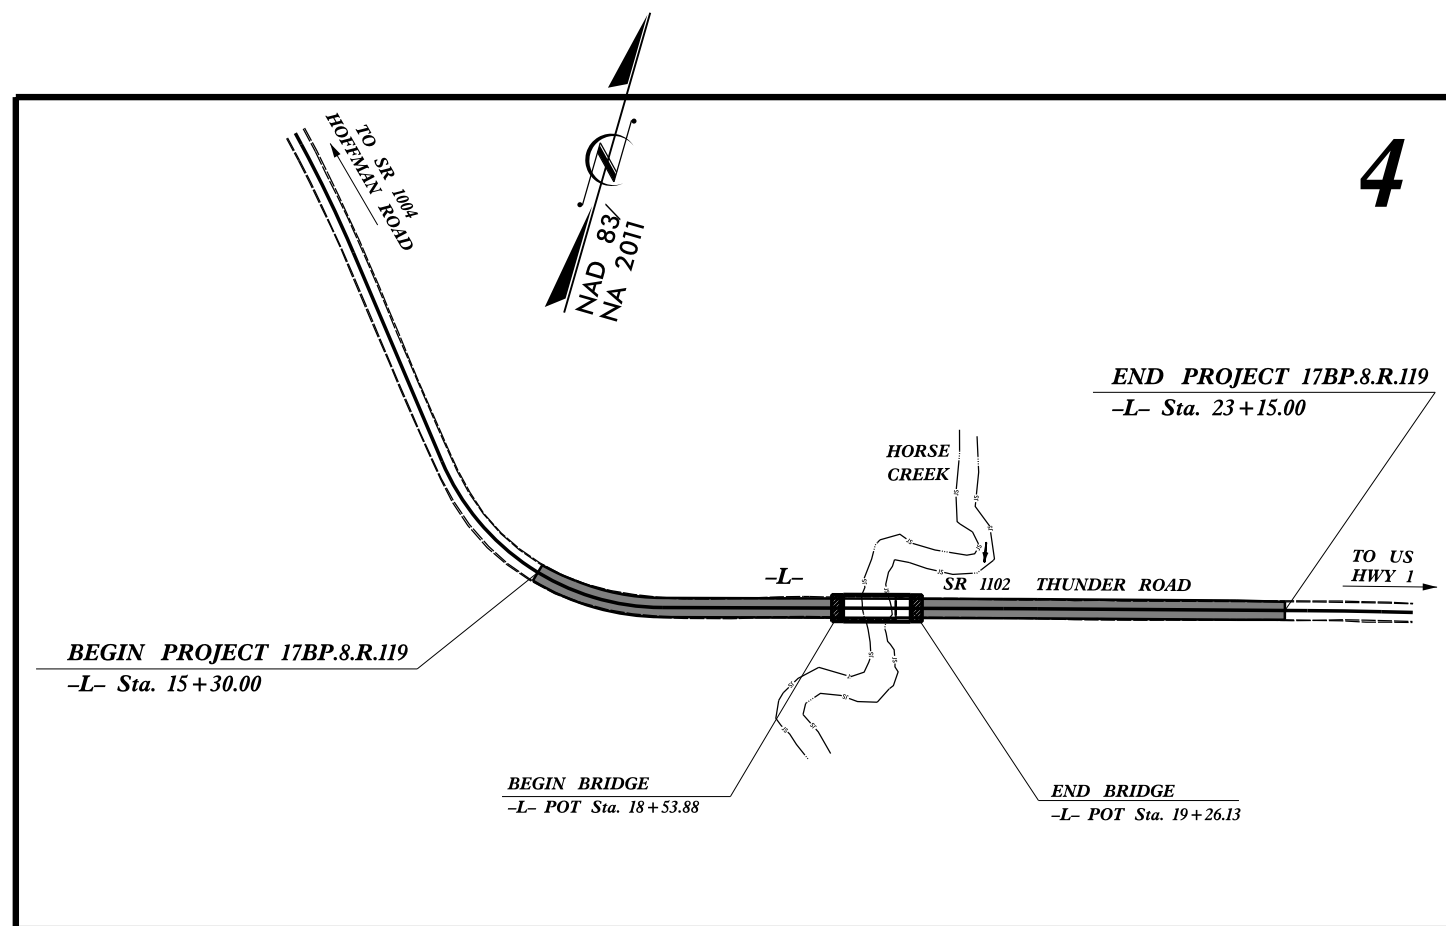 TO SR 1004
HOFFMAN ROAD
NAD 83/
NA 2011
4
END PROJECT 17BP.8.R.119
–L– Sta. 23+15.00
HORSE
CREEK
TO US
HWY 1
–L–
SR 1102 THUNDER ROAD
BEGIN PROJECT 17BP.8.R.119
–L– Sta. 15+30.00
BEGIN BRIDGE
–L– POT Sta. 18+53.88
END BRIDGE
–L– POT Sta. 19+26.13